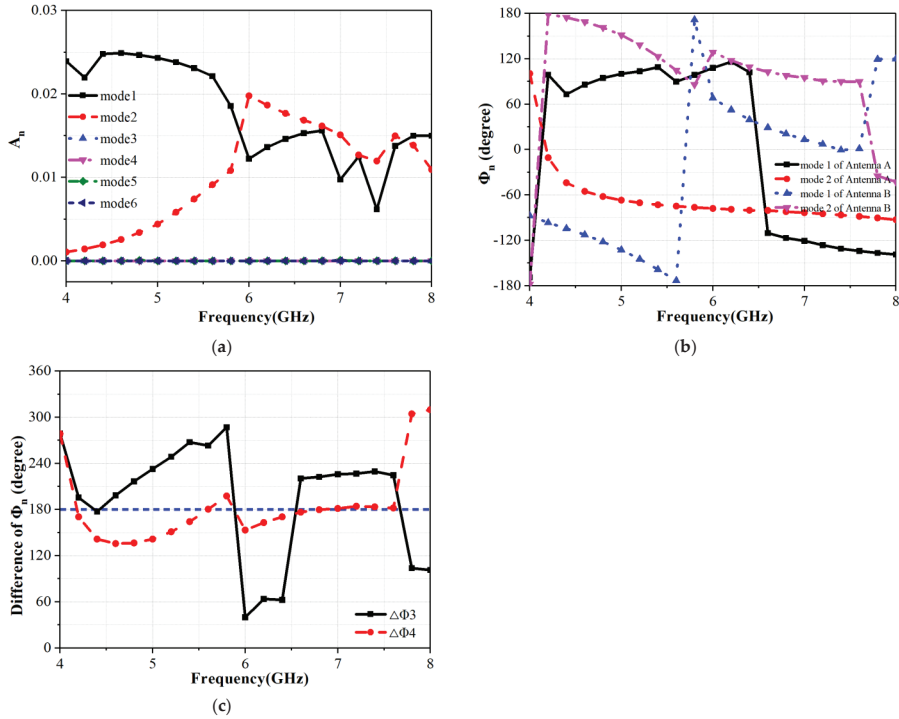 0.03
0.02
0.01
0.00
A_n
mode1
mode2
mode3
mode4
mode5
mode6
4 5 6 7 8
Frequency(GHz)
(a)
180
120
60
0
-60
-120
-180
Φ_n (degree)
mode 1 of Antenna A
mode 2 of Antenna A
mode 1 of Antenna B
mode 2 of Antenna B
4 5 6 7 8
Frequency(GHz)
(b)
360
300
240
180
120
60
0
Difference of Φ_n (degree)
△Φ3
△Φ4
4 5 6 7 8
Frequency(GHz)
(c)